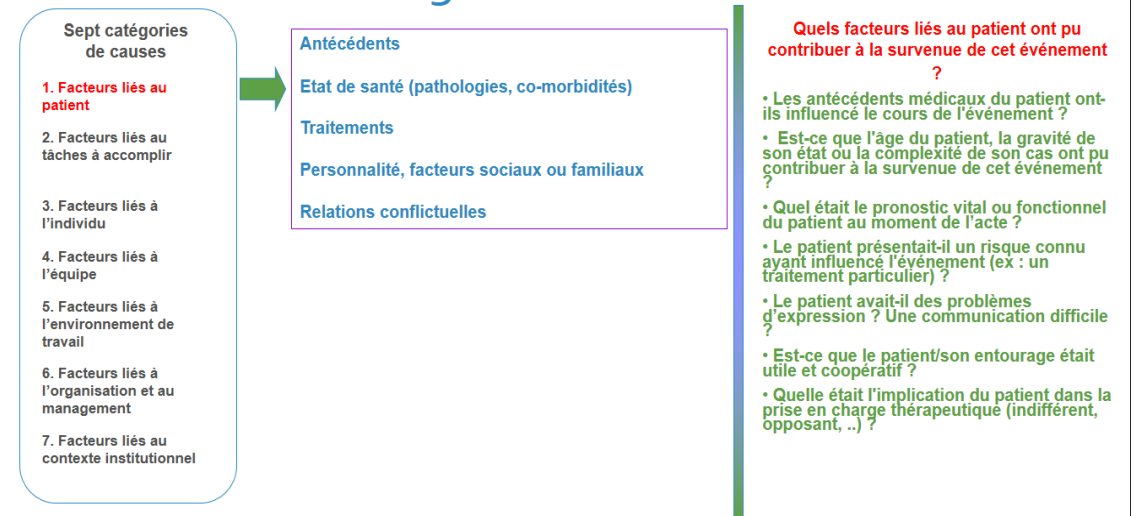 Sept catégories
de causes
1. Facteurs liés au
patient
2. Facteurs liés au
tâches à accomplir
3. Facteurs liés à
l’individu
4. Facteurs liés à
l’équipe
5. Facteurs liés à
l’environnement de
travail
6. Facteurs liés à
l’organisation et au
management
7. Facteurs liés au
contexte institutionnel
Antécédents
Etat de santé (pathologies, co-morbidités)
Traitements
Personnalité, facteurs sociaux ou familiaux
Relations conflictuelles
Quels facteurs liés au patient ont pu
contribuer à la survenue de cet événement
?
• Les antécédents médicaux du patient ont-
ils influencé le cours de l'événement ?
• Est-ce que l'âge du patient, la gravité de
son état ou la complexité de son cas ont pu
contribuer à la survenue de cet événement
?
• Quel était le pronostic vital ou fonctionnel
du patient au moment de l’acte ?
• Le patient présentait-il un risque connu
ayant influencé l'événement (ex : un
traitement particulier) ?
• Le patient avait-il des problèmes
d’expression ? Une communication difficile
?
• Est-ce que le patient/son entourage était
utile et coopératif ?
• Quelle était l'implication du patient dans la
prise en charge thérapeutique (indifférent,
opposant, ..) ?